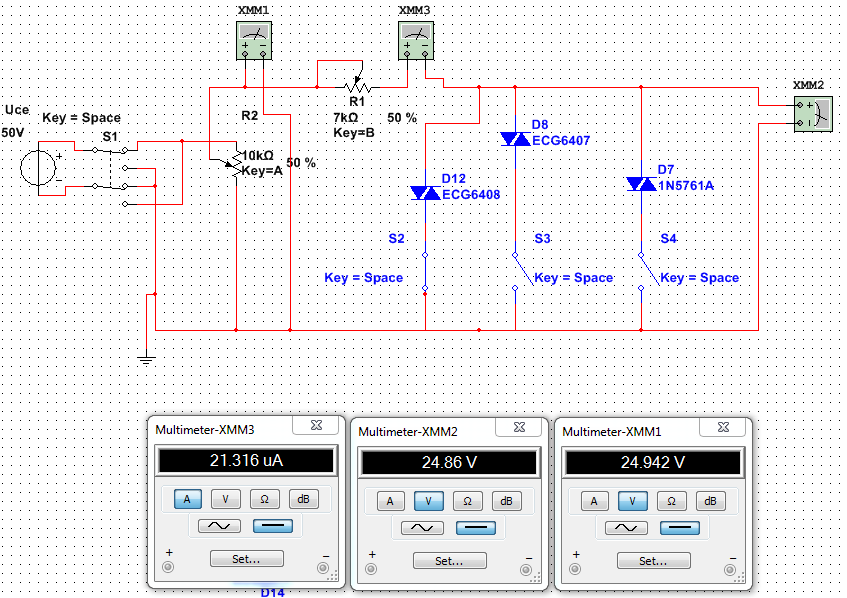 XMM1
XMM3
XMM2
Uce
50V
Key = Space
S1
R2
10kΩ
Key=A
50 %
R1
7kΩ
Key=B
50 %
D8
ECG6407
D12
ECG6408
D7
1N5761A
S2
Key = Space
S3
Key = Space
S4
Key = Space
Multimeter-XMM3
21.316 uA
A V Ω dB
Set...
Multimeter-XMM2
24.86 V
A V Ω dB
Set...
Multimeter-XMM1
24.942 V
A V Ω dB
Set...
D14